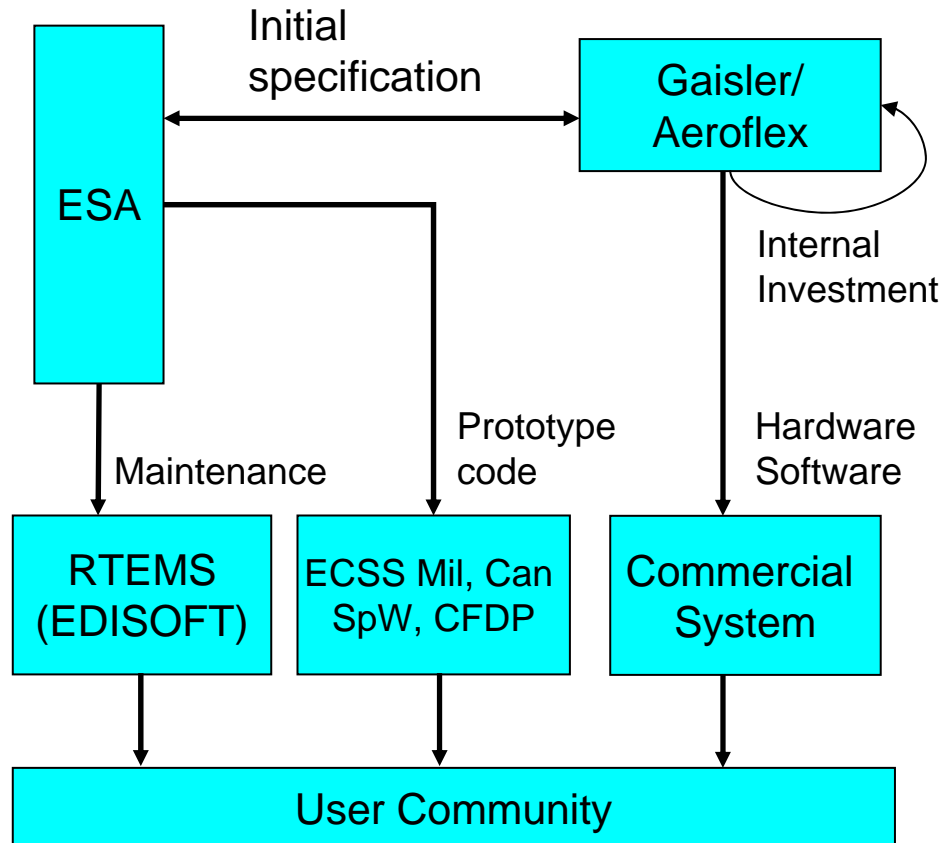 Initial
specification
Gaisler/
Aeroflex
ESA
Internal
Investment
Maintenance
Prototype
code
Hardware
Software
RTEMS
(EDISOFT)
ECSS Mil, Can
SpW, CFDP
Commercial
System
User Community